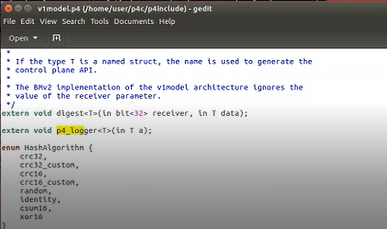 v1model.p4 (/home/user/p4c/p4include) - gedit
File Edit View Search Tools Documents Help
Open
*
* If the type T is a named struct, the name is used to generate the
* control plane API.
*
* The BMv2 implementation of the v1model architecture ignores the
* value of the receiver parameter.
*/
extern void digest<T>(in bit<32> receiver, in T data);
extern void p4_logger<T>(in T a);
enum HashAlgorithm {
crc32,
crc32_custom,
crc16,
crc16_custom,
random,
identity,
csum16,
xor16
}